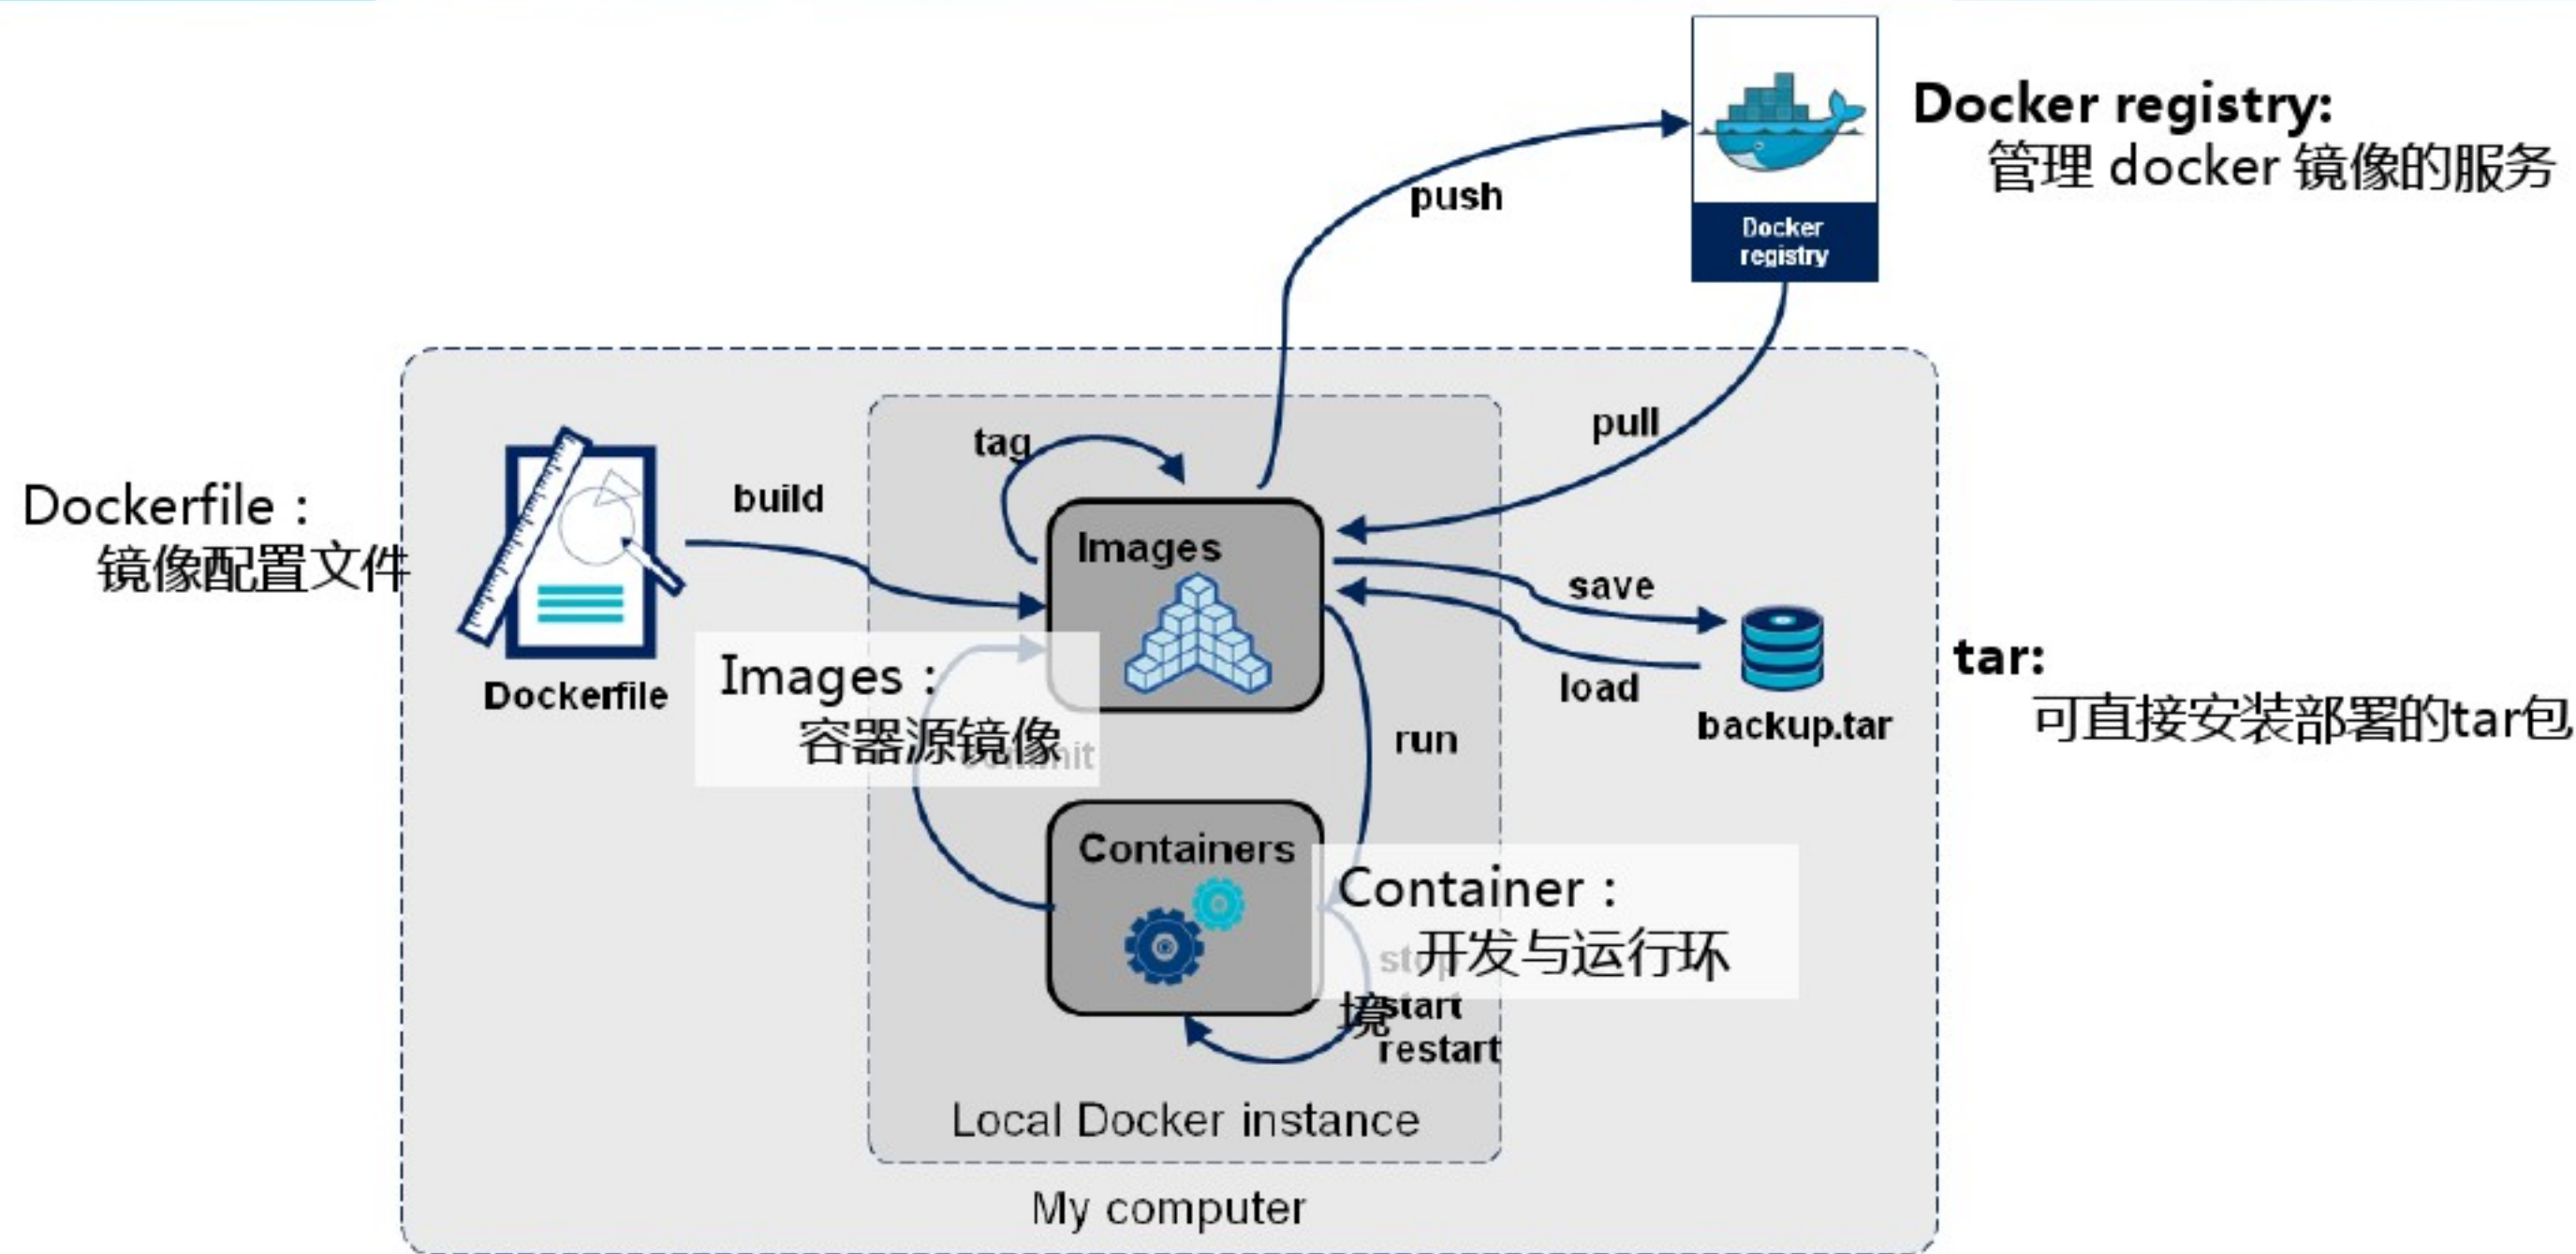 Docker registry:
管理 docker 镜像的服务
push
Docker
registry
pull
tag
build
Dockerfile：
镜像配置文件
Images
save
Dockerfile
Images：
容器源镜像
commit
load
backup.tar
tar:
可直接安装部署的tar包
run
Containers
Container：
开发与运行环
境
stop
start
restart
Local Docker instance
My computer